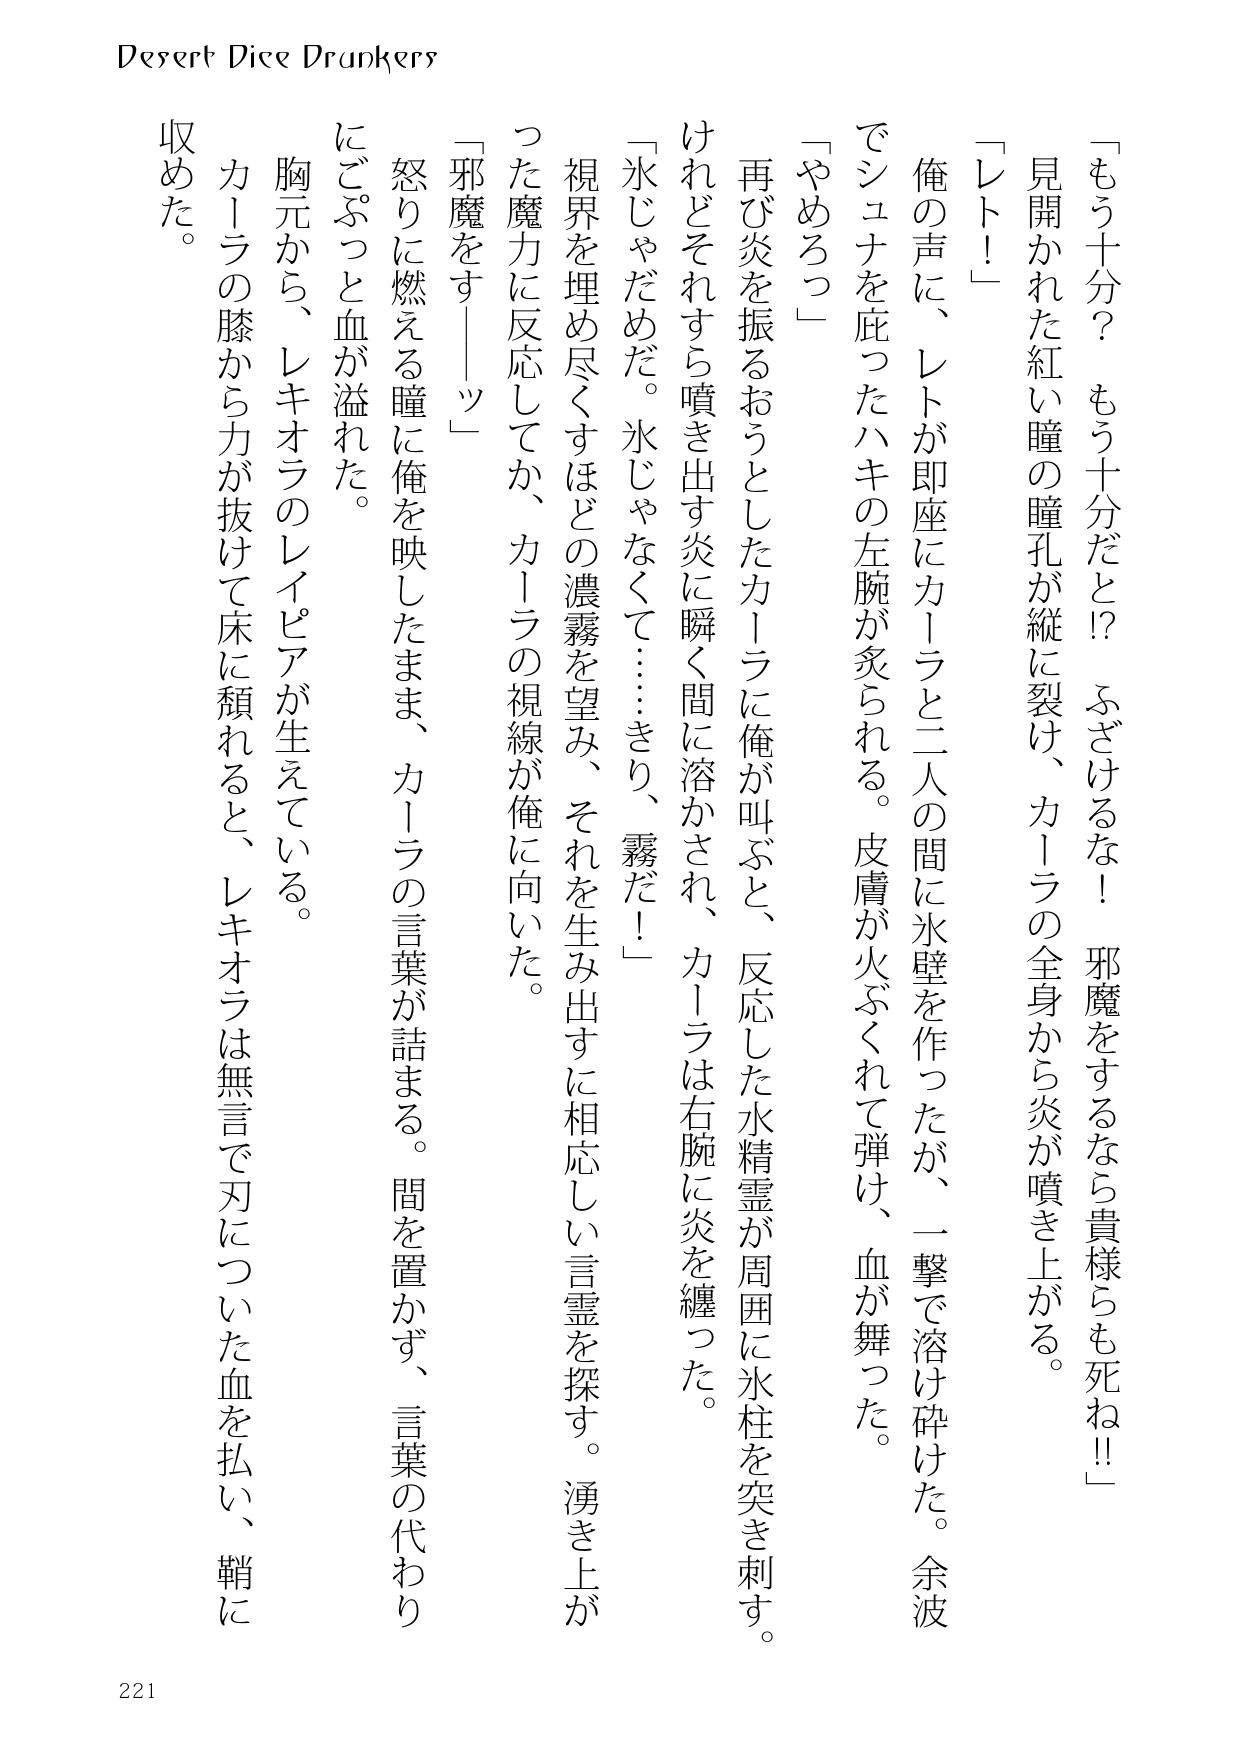 Desert Dice Drunkers
「もう十分？　もう十分だと!?　ふざけるな！　邪魔をするなら貴様らも死ね!!」
　見開かれた紅い瞳の瞳孔が縦に裂け、カーラの全身から炎が噴き上がる。
「レト！」
　俺の声に、レトが即座にカーラと二人の間に氷壁を作ったが、一撃で溶け砕けた。余波
でシュナを庇ったハキの左腕が炙られる。皮膚が火ぶくれて弾け、血が舞った。
「やめろっ」
　再び炎を振るおうとしたカーラに俺が叫ぶと、反応した水精霊が周囲に氷柱を突き刺す。
けれどそれすら噴き出す炎に瞬く間に溶かされ、カーラは右腕に炎を纏った。
「氷じゃだめだ。氷じゃなくて……きり、霧だ！」
　視界を埋め尽くすほどの濃霧を望み、それを生み出すに相応しい言霊を探す。湧き上が
った魔力に反応してか、カーラの視線が俺に向いた。
「邪魔をす――ッ」
　怒りに燃える瞳に俺を映したまま、カーラの言葉が詰まる。間を置かず、言葉の代わり
にごぷっと血が溢れた。
　胸元から、レキオラのレイピアが生えている。
　カーラの膝から力が抜けて床に頽れると、レキオラは無言で刃についた血を払い、鞘に
収めた。
221